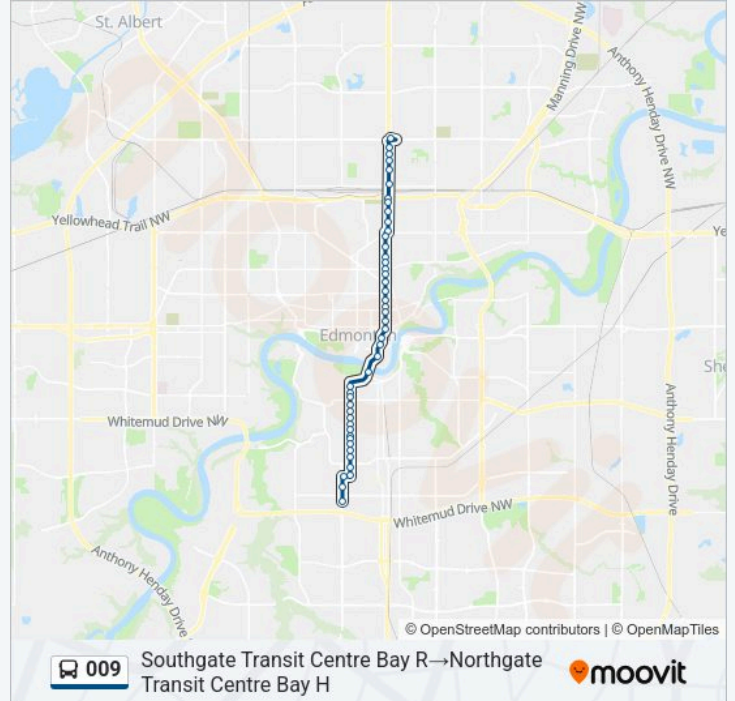 St. Albert
Manning Drive NW
Anthony Henday Drive NW
Yellowhead Trail NW
Ye
Edmonton
She
Whitemud Drive NW
Anthony Henday Drive
Whitemud Drive NW
Anthony Henday Drive
© OpenStreetMap contributors | © OpenMapTiles
009
Southgate Transit Centre Bay R→Northgate
Transit Centre Bay H
moovit